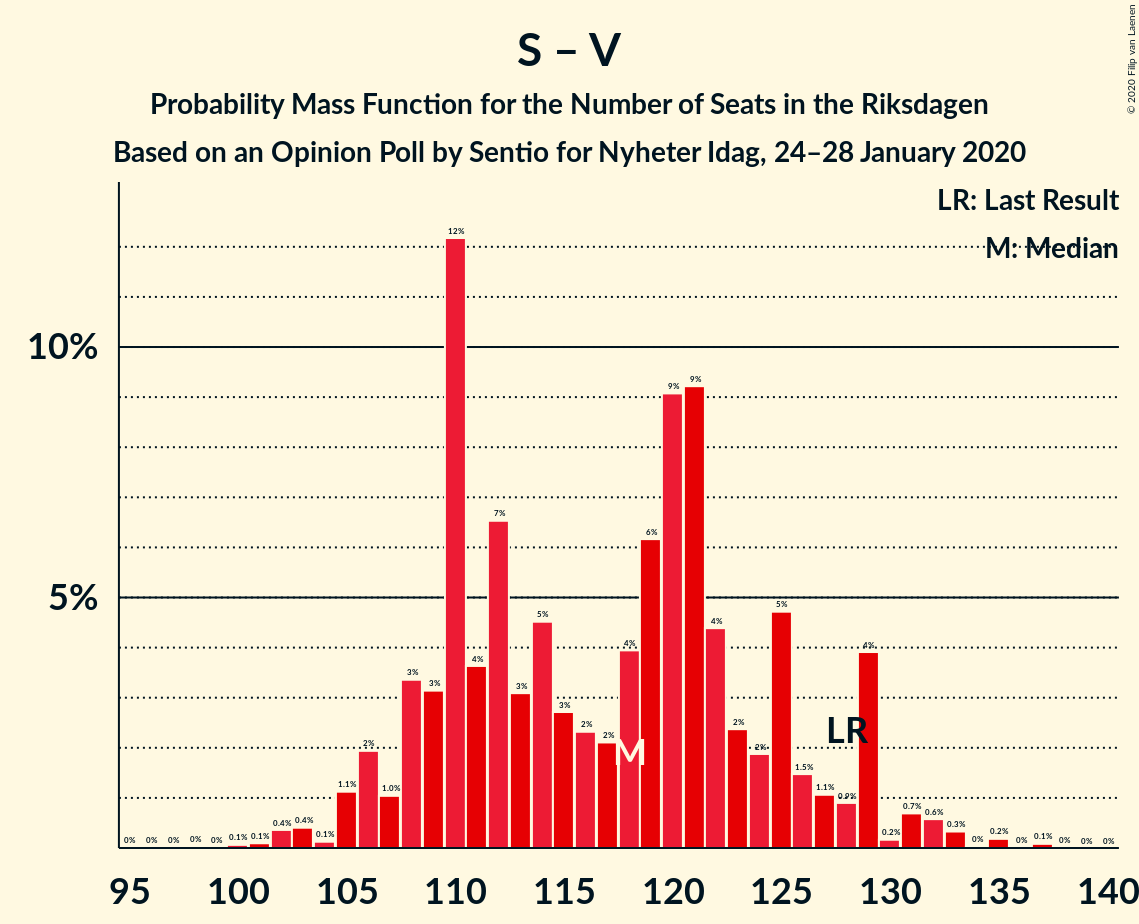 S – V
Probability Mass Function for the Number of Seats in the Riksdagen
Based on an Opinion Poll by Sentio for Nyheter Idag, 24–28 January 2020
© 2020 Filip van Laenen
LR: Last Result
M: Median
10%
5%
0% 0% 0% 0% 0% 0.1% 0.1% 0.4% 0.4% 0.1% 1.1% 2% 1.0% 3% 3% 12% 4% 7% 3% 5% 3% 2% 2% 4% 6% 9% 9% 4% 2% 2% 5% 1.5% 1.1% 0.9% 4% 0.2% 0.7% 0.6% 0.3% 0% 0.2% 0% 0.1% 0% 0% 0%
M
LR
95 100 105 110 115 120 125 130 135 140